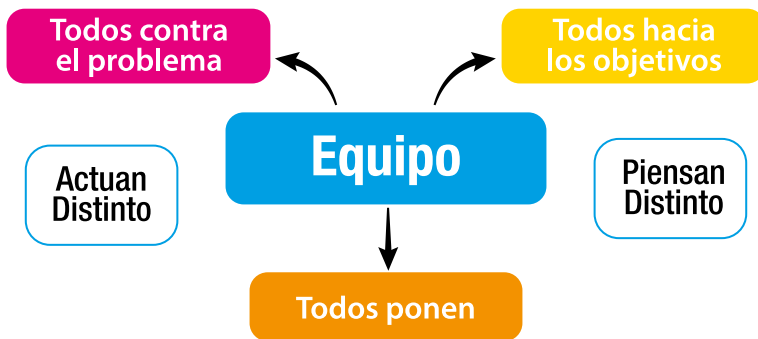 Todos contra
el problema
Todos hacia
los objetivos
Equipo
Actuan
Distinto
Piensan
Distinto
Todos ponen